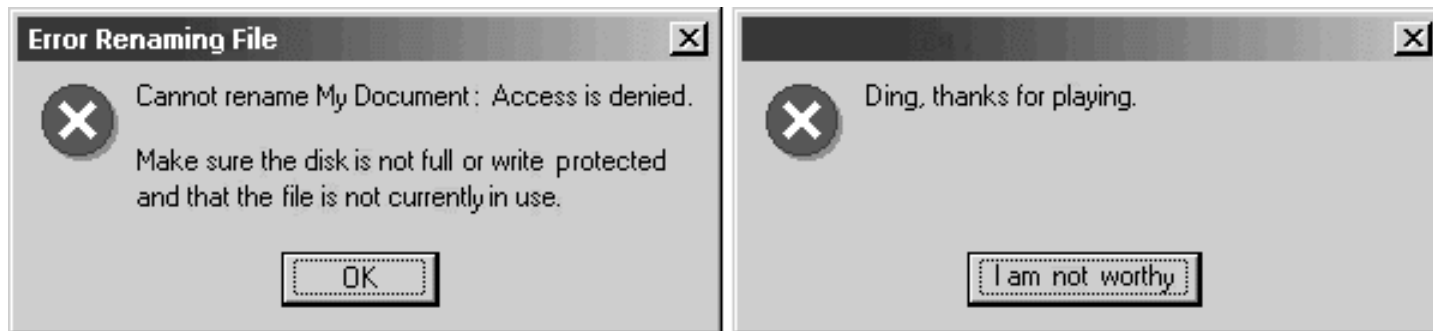 Error Renaming File
Cannot rename My Document: Access is denied.
Make sure the disk is not full or write protected
and that the file is not currently in use.
OK
Ding, thanks for playing.
I am not worthy